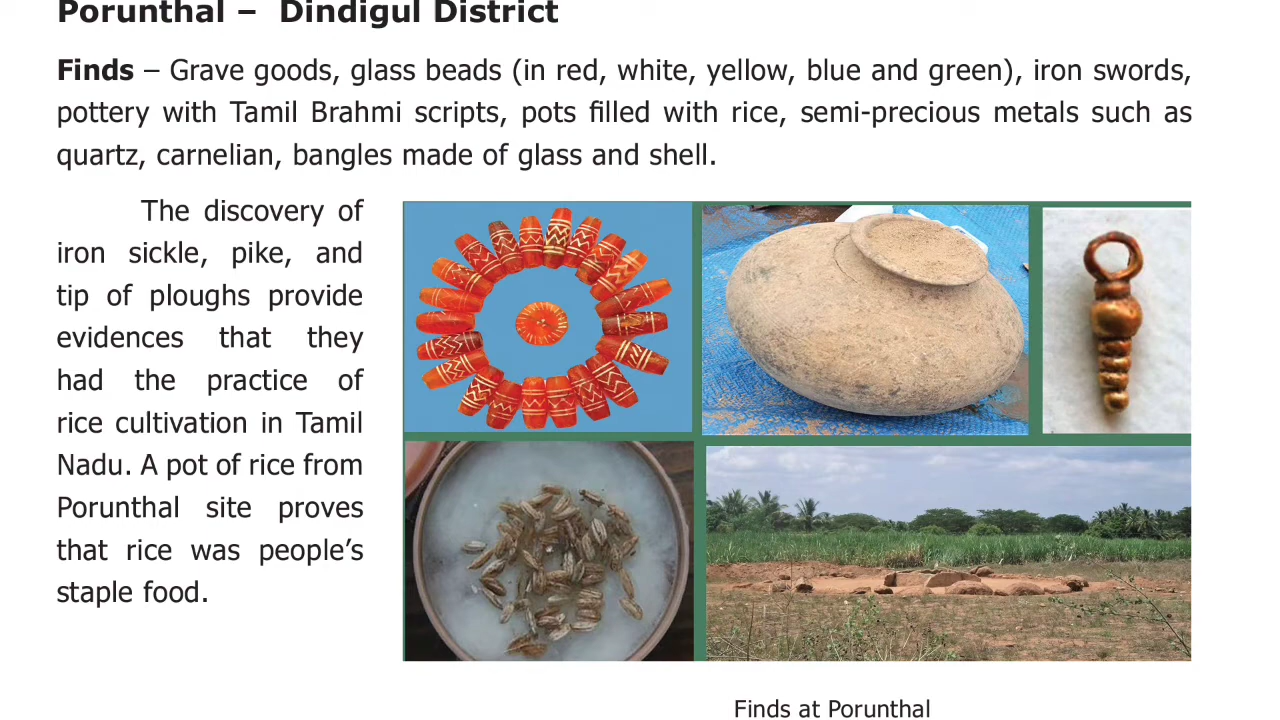 Porunthal – Dindigul District
Finds – Grave goods, glass beads (in red, white, yellow, blue and green), iron swords,
pottery with Tamil Brahmi scripts, pots filled with rice, semi-precious metals such as
quartz, carnelian, bangles made of glass and shell.
The discovery of
iron sickle, pike, and
tip of ploughs provide
evidences that they
had the practice of
rice cultivation in Tamil
Nadu. A pot of rice from
Porunthal site proves
that rice was people’s
staple food.
Finds at Porunthal